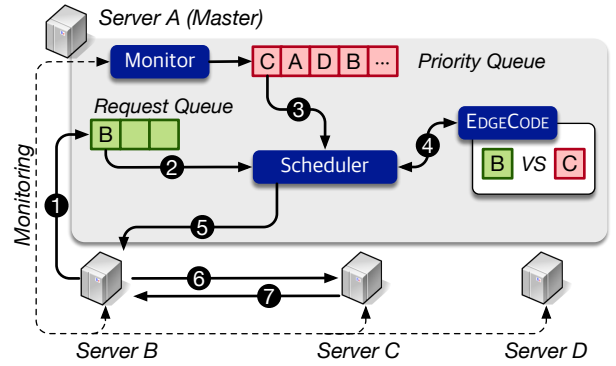 Server A (Master)
Monitor
C A D B ...
Priority Queue
Request Queue
B
3
EDGECODE
2
Scheduler
4
B VS C
Monitoring
1
5
6
7
Server B
Server C
Server D